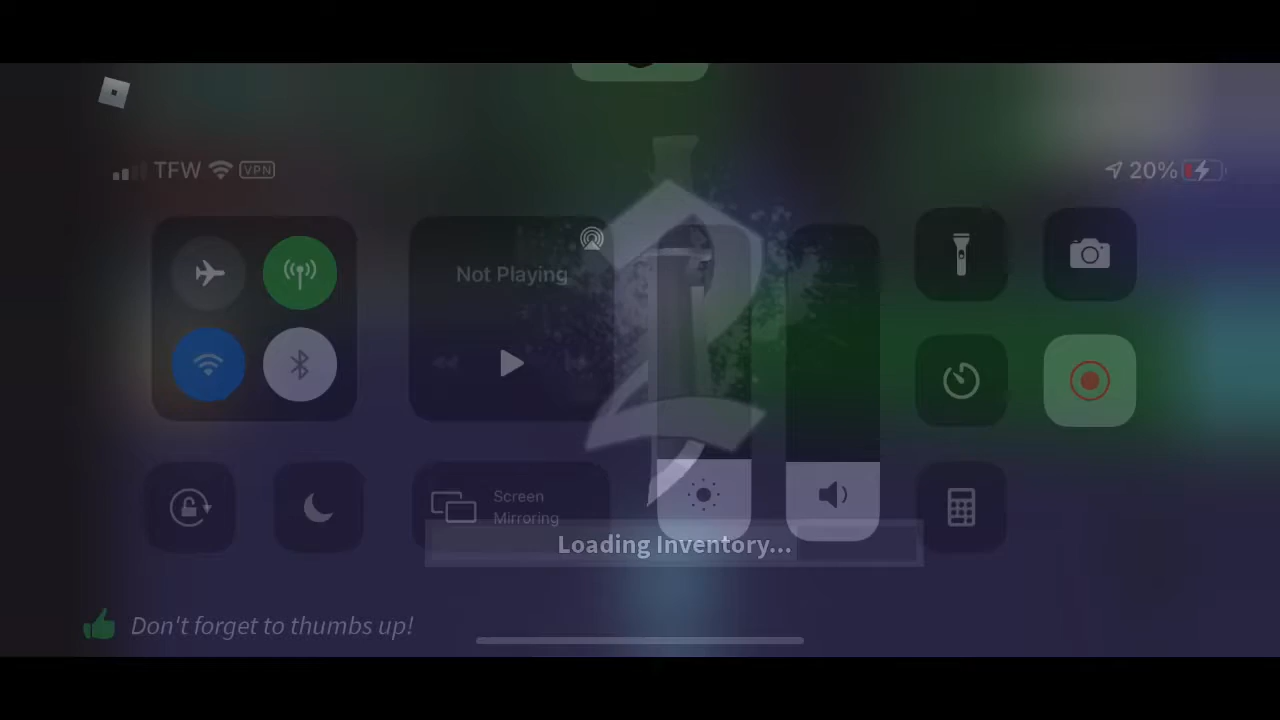 TFW VPN
20%
Not Playing
Screen
Mirroring
Loading Inventory...
Don't forget to thumbs up!